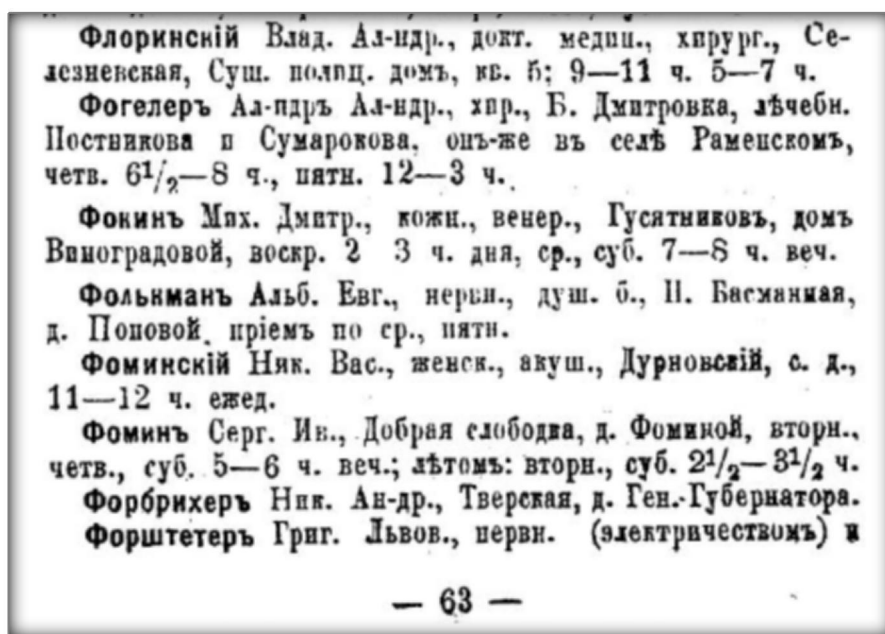 Флоринскій Влад. Ал-ндр., докт. медиц., хирург., Се-
лезневская, Сущ. полиц. домъ, кв. 5; 9—11 ч. 5—7 ч.
Фогелеръ Ал-ндръ Ал-ндр., хир., Б. Дмитровка, лѣчебн.
Постникова и Сумарокова, онъ-же въ селѣ Раменскомъ,
четв. 6¹/₂—8 ч., пятн. 12—3 ч.
Фокинъ Мих. Дмитр., кожн., венер., Гусятниковъ, домъ
Виноградовой, воскр. 2 3 ч. дня, ср., суб. 7—8 ч. веч.
Фолькманъ Альб. Евг., нервн., душ. б., Н. Басманная,
д. Поповой, пріемъ по ср., пятн.
Фоминскій Ник. Вас., женск., акуш., Дурновскій, с. д.,
11—12 ч. ежед.
Фоминъ Серг. Ив., Добрая слободка, д. Фоминой, вторн.,
четв., суб. 5—6 ч. веч.; лѣтомъ: вторн., суб. 2¹/₂—3¹/₂ ч.
Форбрихеръ Ник. Ан-др., Тверская, д. Ген.-Губернатора.
Форштетеръ Григ. Львов., нервн. (электричествомъ) и
— 63 —